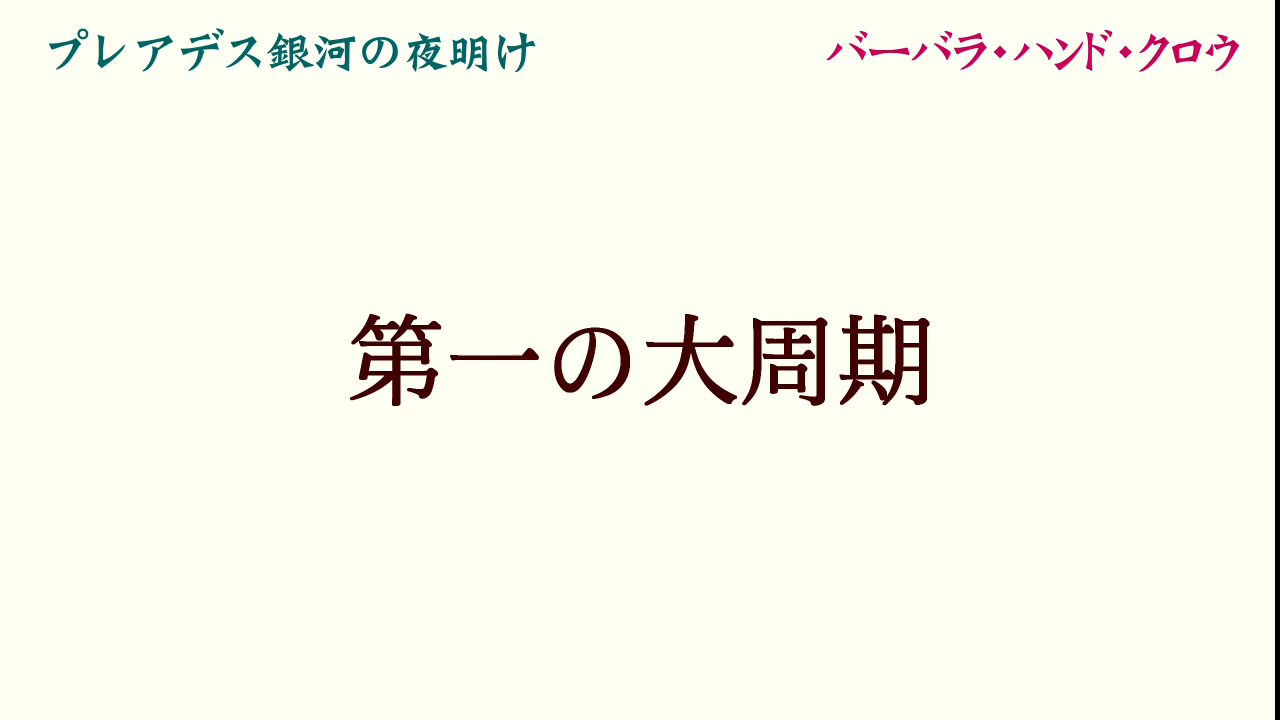 プレアデス銀河の夜明け
バーバラ・ハンド・クロウ
第一の大周期